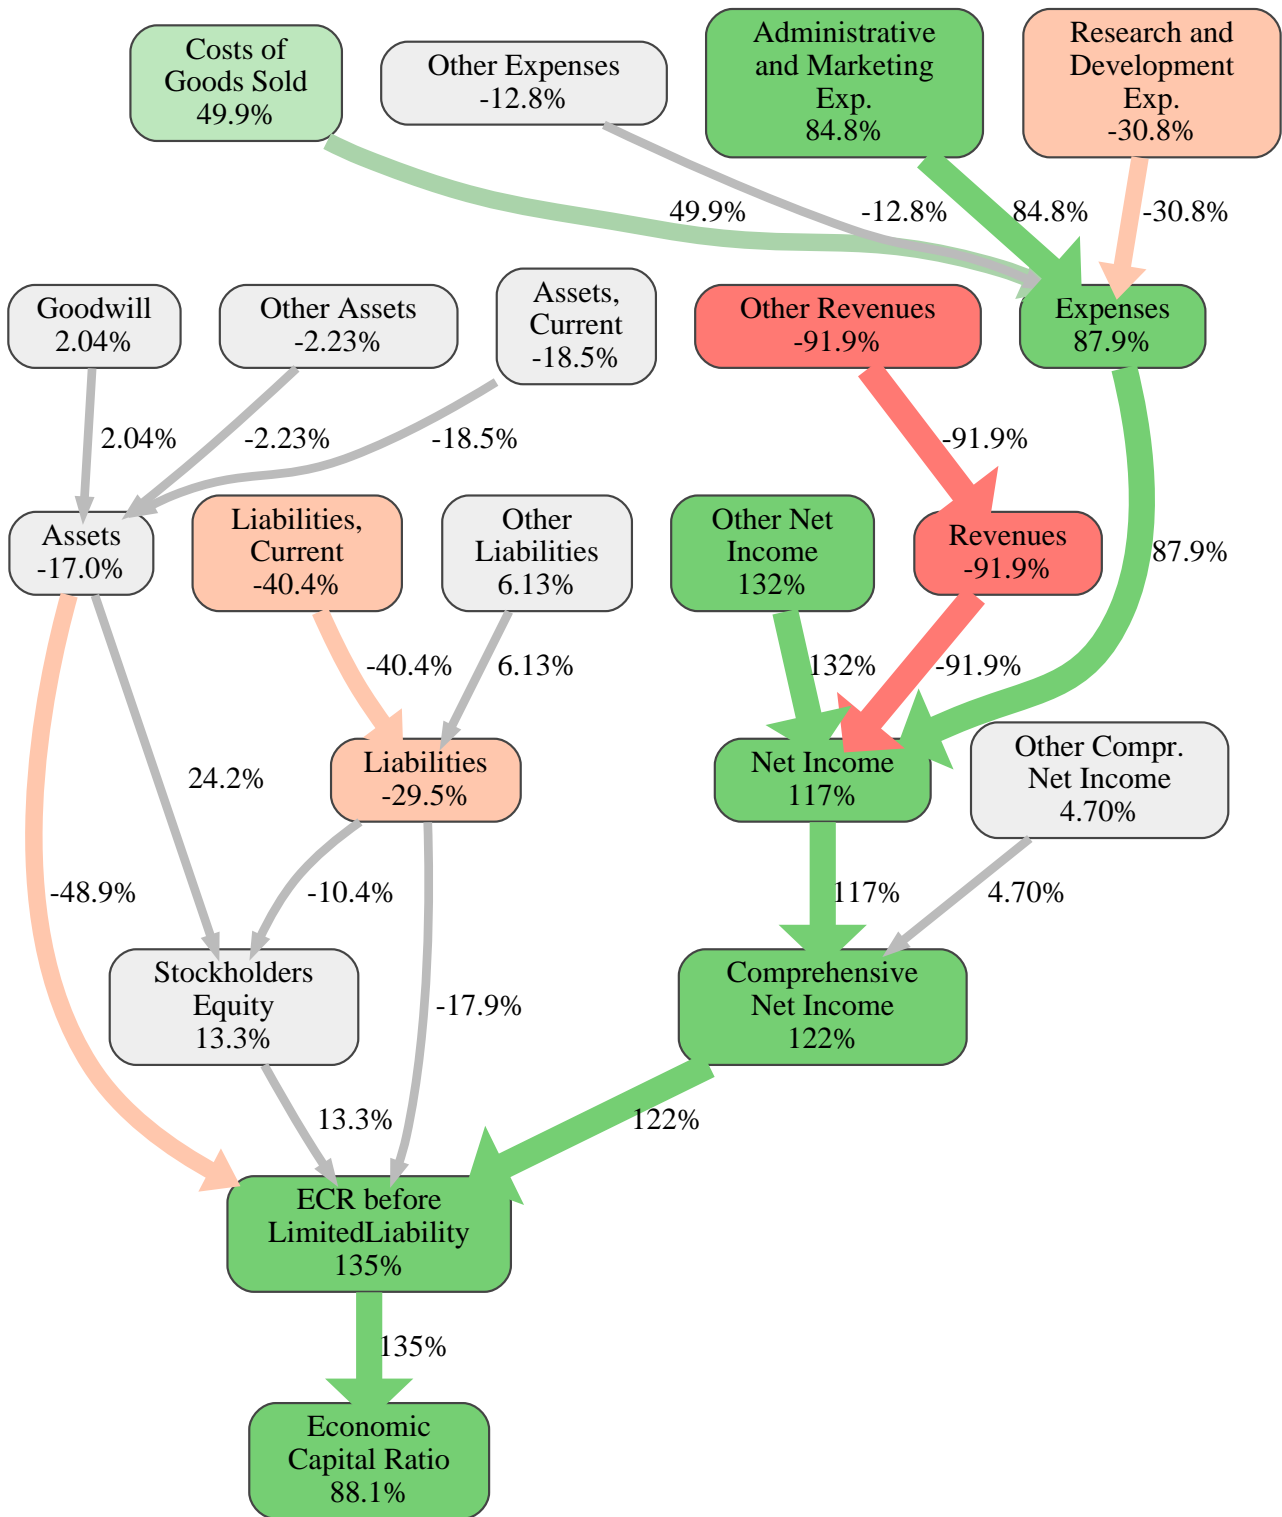 Costs of
Goods Sold
49.9%
Other Expenses
-12.8%
Administrative
and Marketing
Exp.
84.8%
Research and
Development
Exp.
-30.8%
49.9%
-12.8%
84.8%
-30.8%
Goodwill
2.04%
Other Assets
-2.23%
Assets,
Current
-18.5%
Other Revenues
-91.9%
Expenses
87.9%
2.04%
-2.23%
-18.5%
-91.9%
87.9%
Assets
-17.0%
Liabilities,
Current
-40.4%
Other
Liabilities
6.13%
Other Net
Income
132%
Revenues
-91.9%
-40.4%
6.13%
132%
-91.9%
24.2%
Liabilities
-29.5%
Net Income
117%
Other Compr.
Net Income
4.70%
-48.9%
-10.4%
117%
4.70%
Stockholders
Equity
13.3%
-17.9%
Comprehensive
Net Income
122%
13.3%
122%
ECR before
LimitedLiability
135%
135%
Economic
Capital Ratio
88.1%